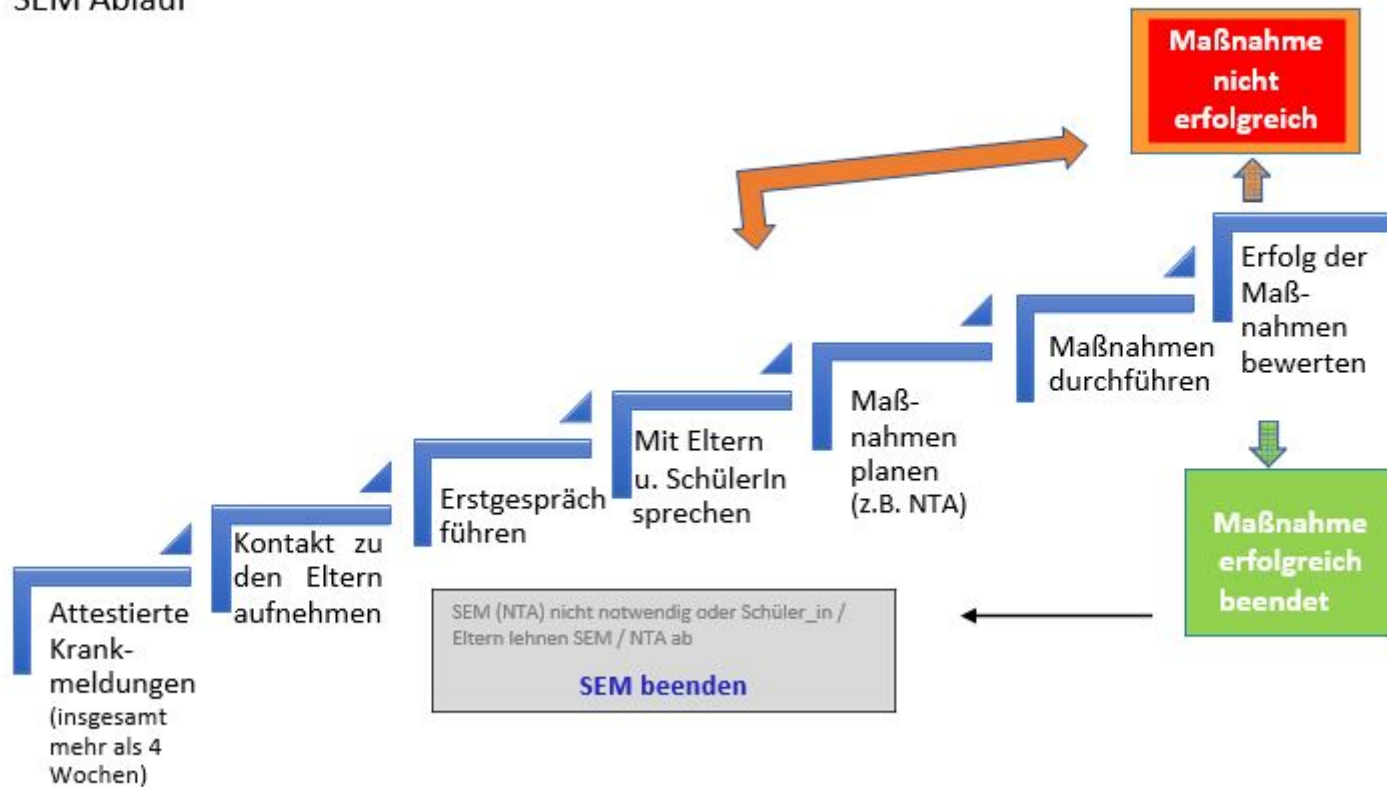 SEM Ablauf
Maßnahme
nicht
erfolgreich
Erfolg der
Maß-
nahmen
bewerten
Maßnahmen
durchführen
Maß-
nahmen
planen
(z.B. NTA)
Mit Eltern
u. SchülerIn
sprechen
Erstgespräch
führen
Kontakt zu
den Eltern
aufnehmen
Attestierte
Krank-
meldungen
(insgesamt
mehr als 4
Wochen)
SEM (NTA) nicht notwendig oder Schüler_in /
Eltern lehnen SEM / NTA ab
SEM beenden
Maßnahme
erfolgreich
beendet